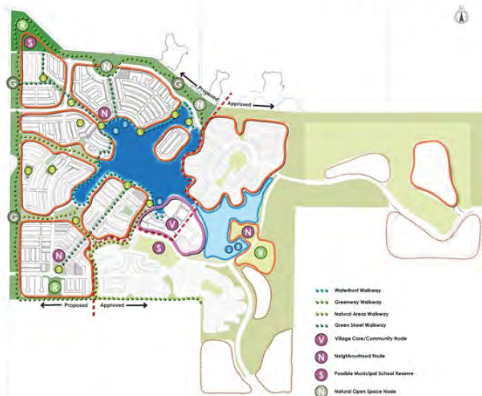 R
S
N
Proposed
Approved
G
N
N
G
V
S
N
R
G
N
S
Proposed Approved
Waterfront Walkway
Greenway Walkway
Natural Areas Walkway
Green Street Walkway
V Village Core/Community Node
N Neighbourhood Node
S Possible Municipal School Reserve
N Natural Open Space Node